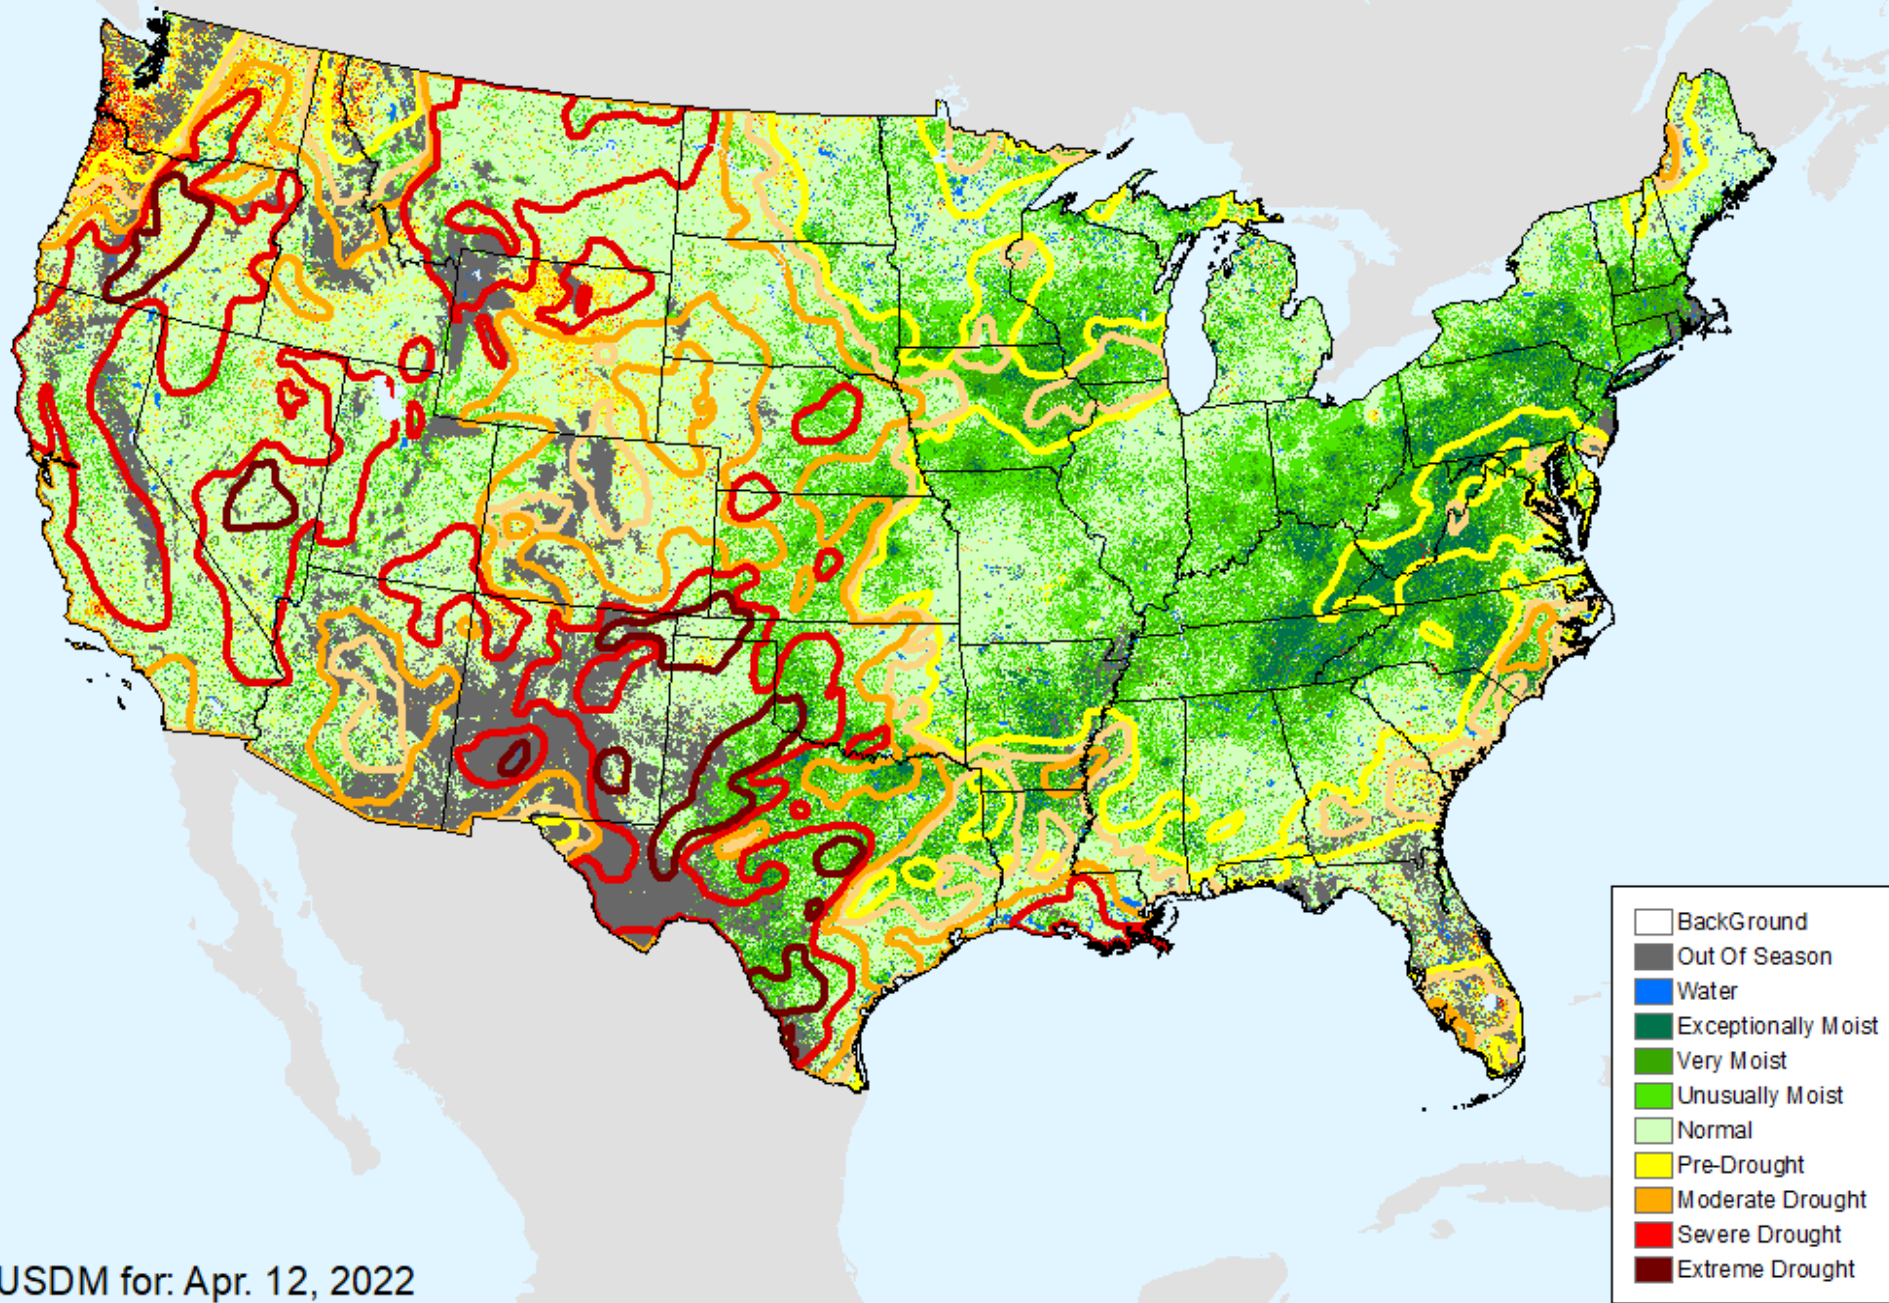 BackGround
Out Of Season
Water
Exceptionally Moist
Very Moist
Unusually Moist
Normal
Pre-Drought
Moderate Drought
Severe Drought
Extreme Drought
USDM for: Apr. 12, 2022